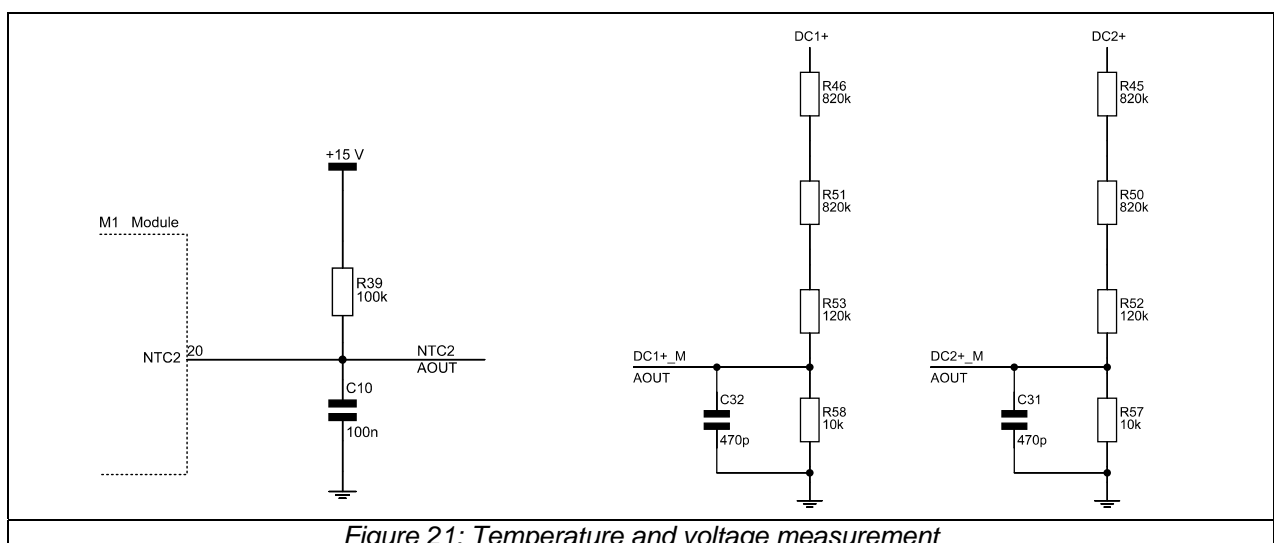 DC1+
DC2+
R46
820k
R45
820k
+15 V
R51
820k
R50
820k
M1 Module
R39
100k
R53
120k
R52
120k
NTC2
20
NTC2
AOUT
DC1+_M
AOUT
DC2+_M
AOUT
C10
100n
C32
470p
R58
10k
C31
470p
R57
10k
Figure 21: Temperature and voltage measurement